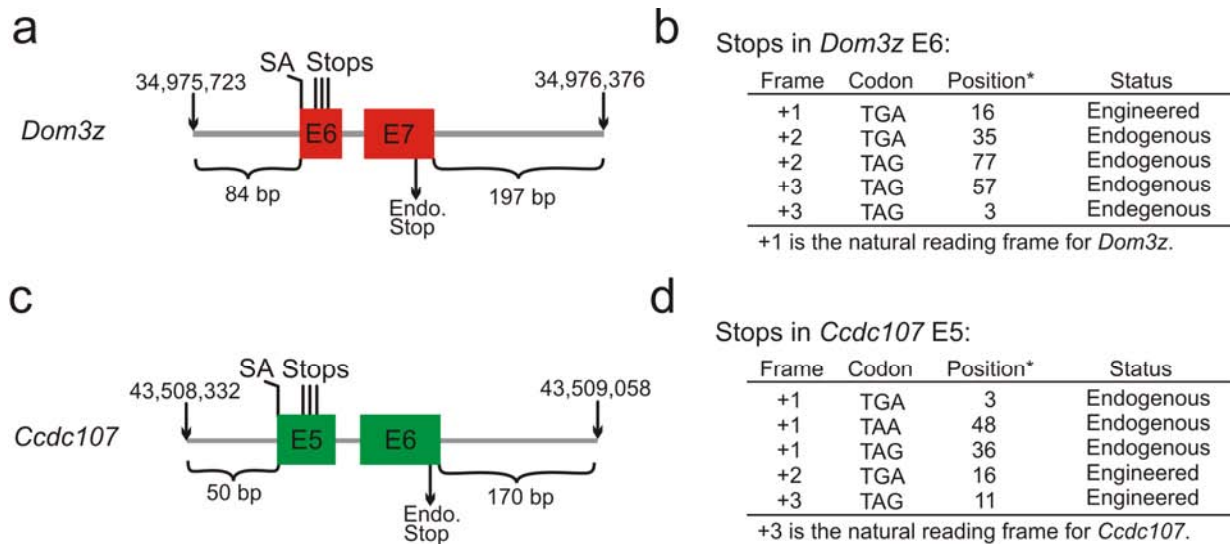 a
SA Stops
34,975,723
34,976,376
Dom3z
E6
E7
84 bp
Endo.
Stop
197 bp
b
Stops in Dom3z E6:
Frame Codon Position* Status
+1 TGA 16 Engineered
+2 TGA 35 Endogenous
+2 TAG 77 Endogenous
+3 TAG 57 Endogenous
+3 TAG 3 Endegenous
+1 is the natural reading frame for Dom3z.
c
SA Stops
43,508,332
43,509,058
Ccdc107
E5
E6
50 bp
Endo.
Stop
170 bp
d
Stops in Ccdc107 E5:
Frame Codon Position* Status
+1 TGA 3 Endogenous
+1 TAA 48 Endogenous
+1 TAG 36 Endogenous
+2 TGA 16 Engineered
+3 TAG 11 Engineered
+3 is the natural reading frame for Ccdc107.